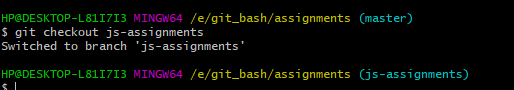 HP@DESKTOP-L81I7I3 MINGW64 /e/git_bash/assignments (master)
$ git checkout js-assignments
Switched to branch 'js-assignments'
HP@DESKTOP-L81I7I3 MINGW64 /e/git_bash/assignments (js-assignments)
$